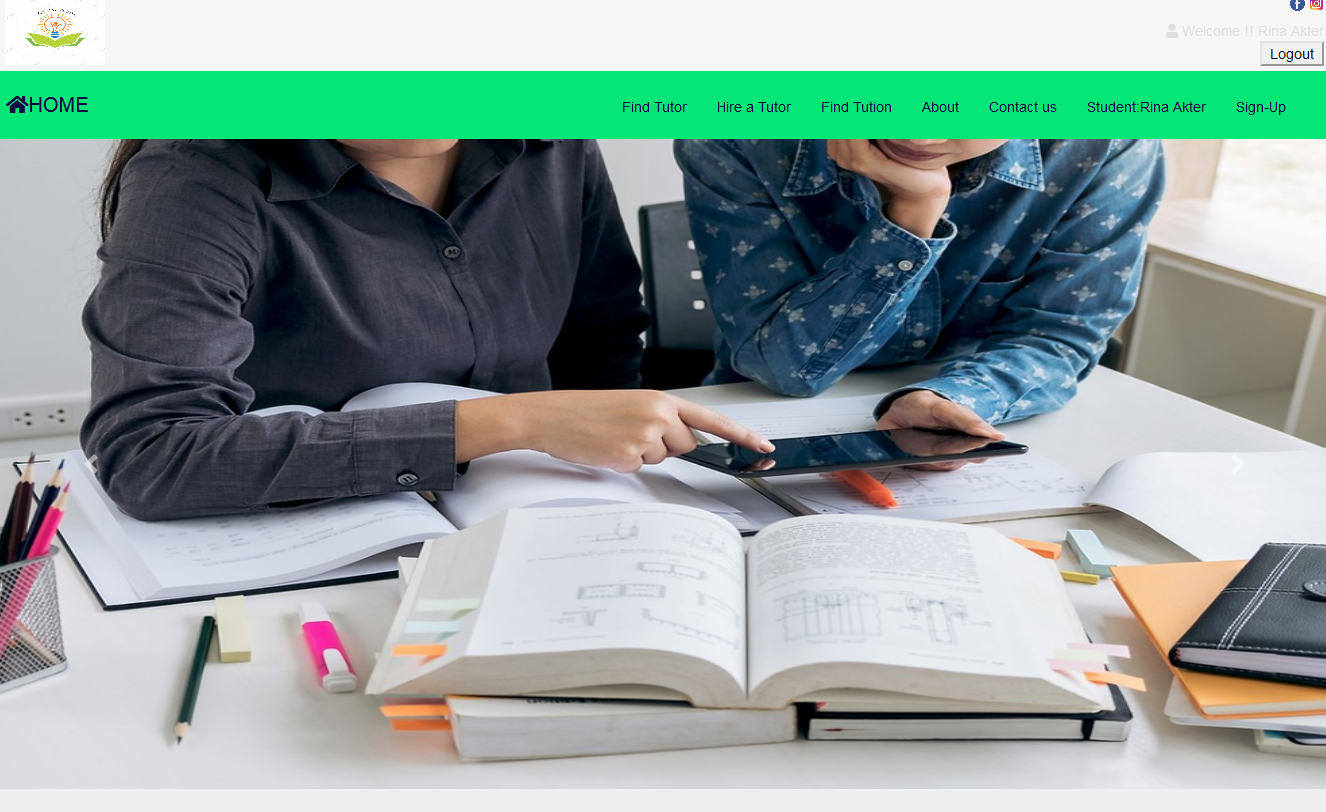 Welcome !! Rina Akter
Logout
HOME
Find Tutor
Hire a Tutor
Find Tution
About
Contact us
Student:Rina Akter
Sign-Up